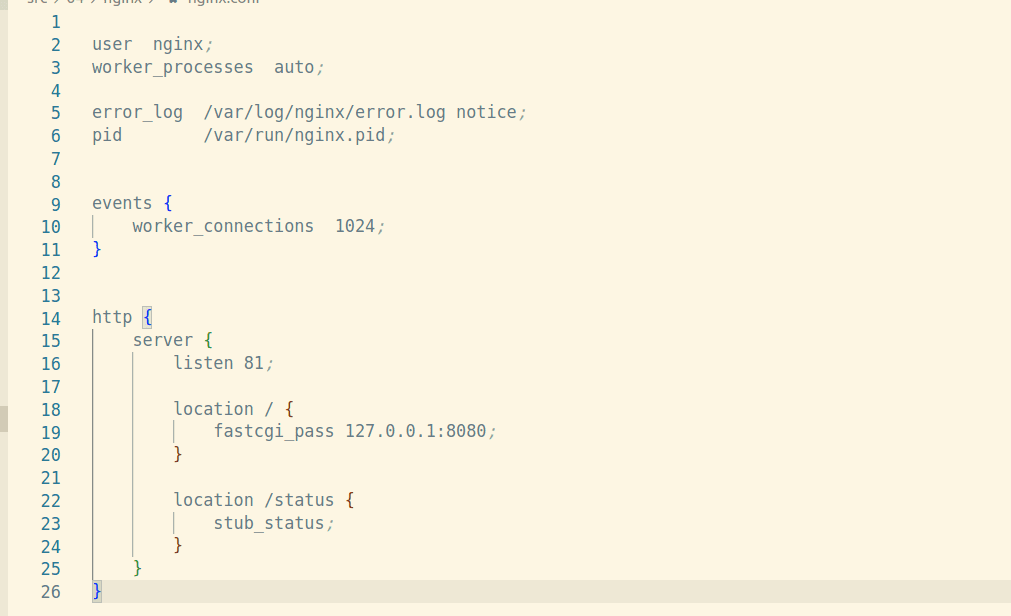 src > 04 > nginx > nginx.conf
1
2 user  nginx;
3 worker_processes  auto;
4
5 error_log  /var/log/nginx/error.log notice;
6 pid        /var/run/nginx.pid;
7
8
9 events {
10     worker_connections  1024;
11 }
12
13
14 http {
15     server {
16         listen 81;
17
18         location / {
19             fastcgi_pass 127.0.0.1:8080;
20         }
21
22         location /status {
23             stub_status;
24         }
25     }
26 }